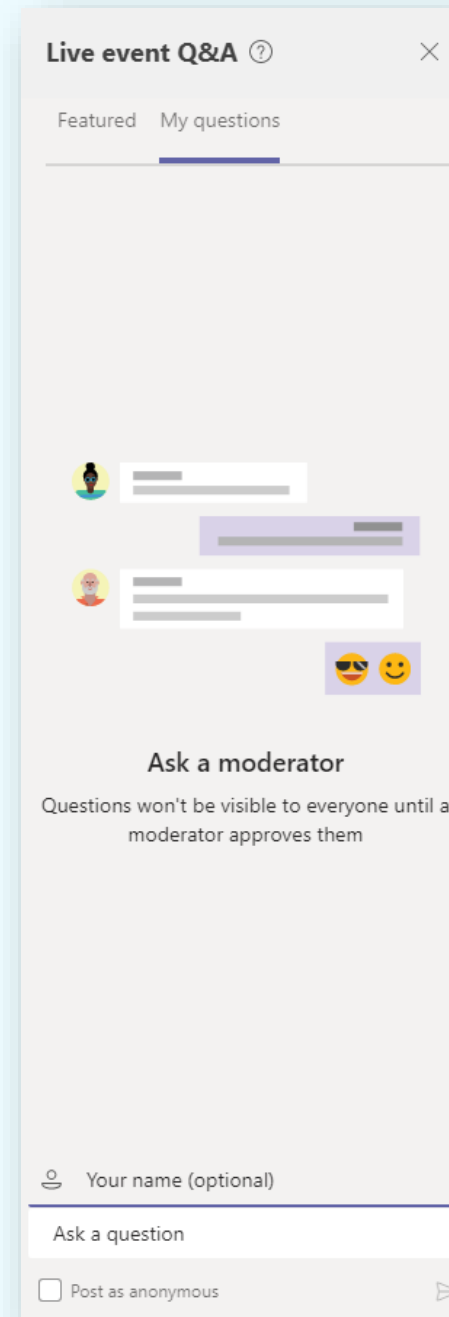 Live event Q&A
Featured My questions
Ask a moderator
Questions won't be visible to everyone until a
moderator approves them
Your name (optional)
Ask a question
Post as anonymous